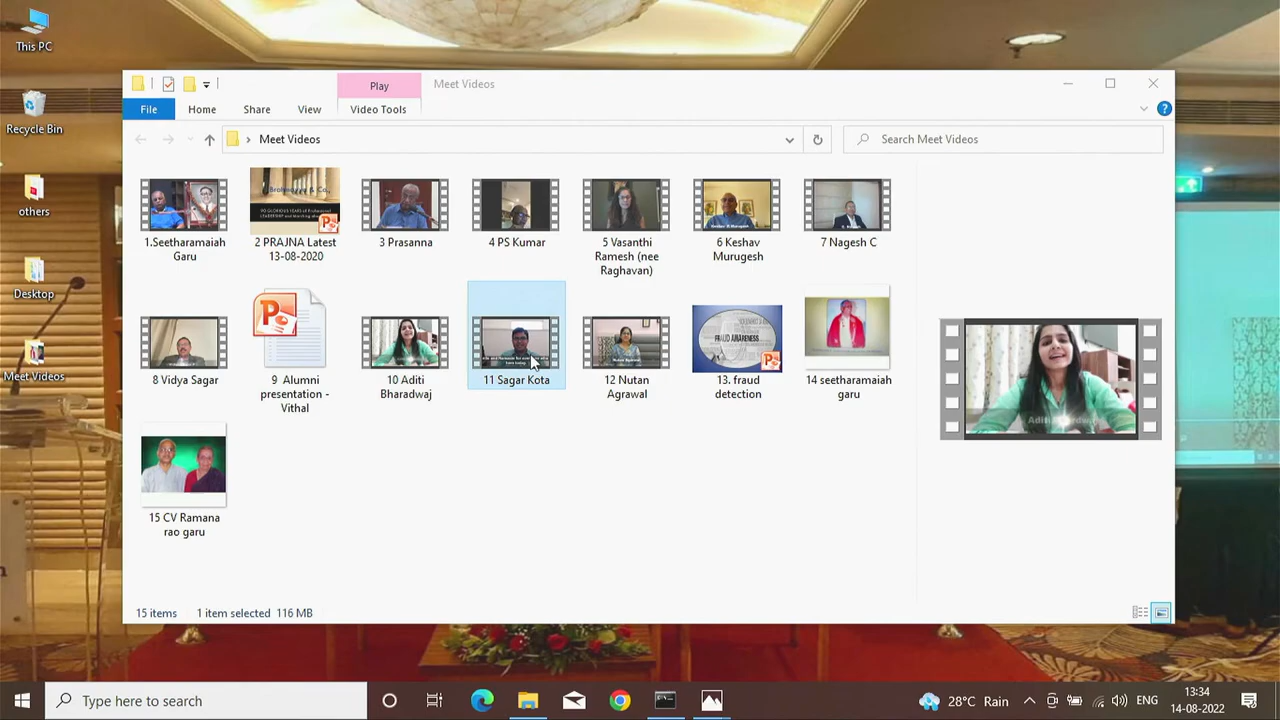 This PC
Recycle Bin
others
Desktop
Meet Videos
Play
Meet Videos
File
Home
Share
View
Video Tools
Meet Videos
Search Meet Videos
1.Seetharamaiah
Garu
Brahmayya & Co.,
2 PRAJNA Latest
13-08-2020
3 Prasanna
4 PS Kumar
5 Vasanthi
Ramesh (nee
Raghavan)
6 Keshav
Murugesh
7 Nagesh C
8 Vidya Sagar
9 Alumni
presentation -
Vithal
10 Aditi
Bharadwaj
11 Sagar Kota
12 Nutan
Agrawal
FRAUD AWARENESS
13. fraud
detection
14 seetharamaiah
garu
15 CV Ramana
rao garu
15 items
1 item selected 116 MB
Type here to search
28°C Rain
ENG
13:34
14-08-2022